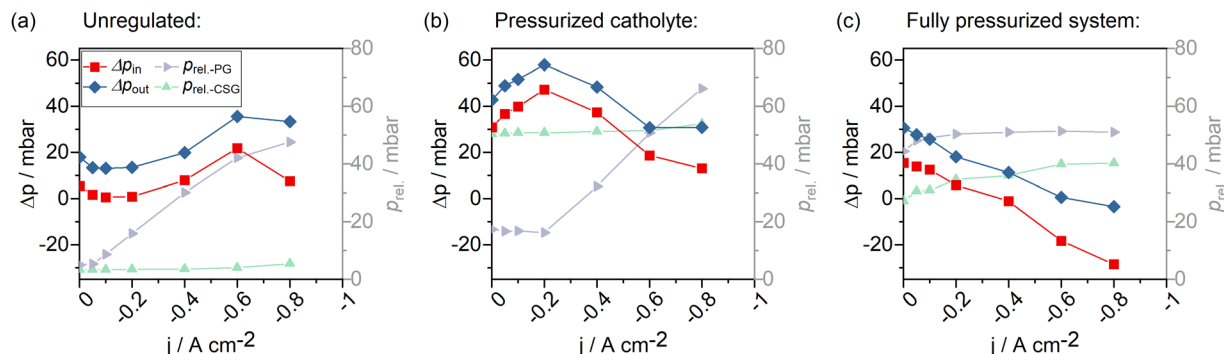 (a) Unregulated:
(b) Pressurized catholyte:
(c) Fully pressurized system:
Δp / mbar
60
40
20
0
-20
Δp_in
Δp_out
p_rel.-PG
p_rel.-CSG
80
60
40
20
0
p_rel. / mbar
0 -0.2 -0.4 -0.6 -0.8 -1
j / A cm^-2
Δp / mbar
60
40
20
0
-20
80
60
40
20
0
p_rel. / mbar
0 -0.2 -0.4 -0.6 -0.8 -1
j / A cm^-2
Δp / mbar
60
40
20
0
-20
80
60
40
20
0
p_rel. / mbar
0 -0.2 -0.4 -0.6 -0.8 -1
j / A cm^-2